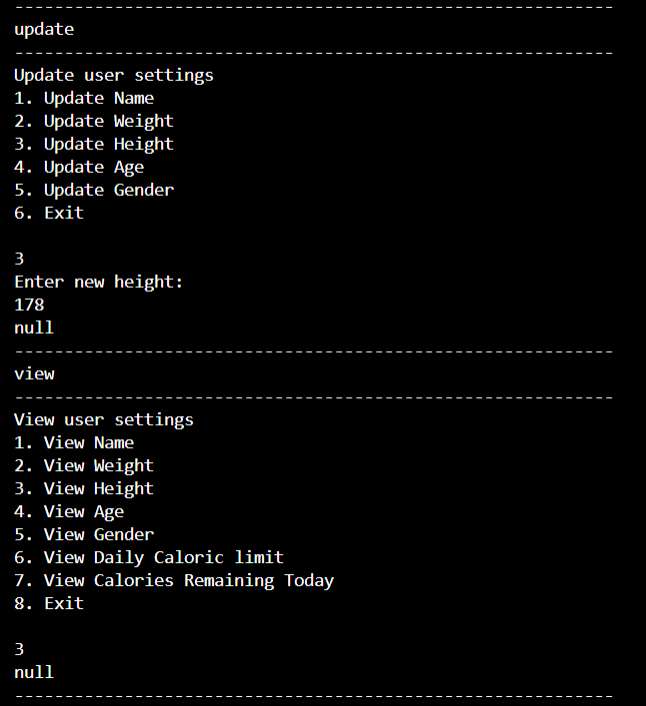 ------------------------------------------------------------
update
------------------------------------------------------------
Update user settings
1. Update Name
2. Update Weight
3. Update Height
4. Update Age
5. Update Gender
6. Exit
3
Enter new height:
178
null
------------------------------------------------------------
view
------------------------------------------------------------
View user settings
1. View Name
2. View Weight
3. View Height
4. View Age
5. View Gender
6. View Daily Caloric limit
7. View Calories Remaining Today
8. Exit
3
null
------------------------------------------------------------